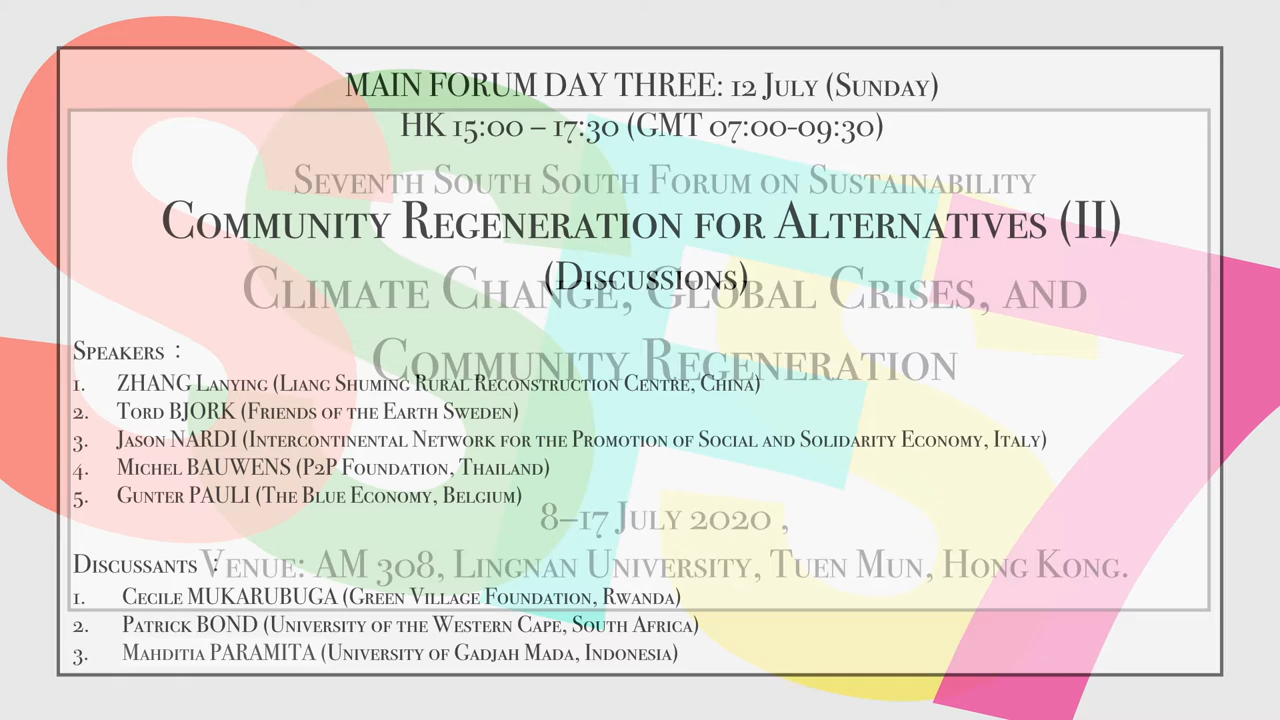 MAIN FORUM DAY THREE: 12 July (Sunday)
HK 15:00 – 17:30 (GMT 07:00-09:30)
Seventh South South Forum on Sustainability
Community Regeneration for Alternatives (II)
(Discussions)
Climate Change, Global Crises, and
Community Regeneration
Speakers :
1. ZHANG Lanying (Liang Shuming Rural Reconstruction Centre, China)
2. Tord BJORK (Friends of the Earth Sweden)
3. Jason NARDI (Intercontinental Network for the Promotion of Social and Solidarity Economy, Italy)
4. Michel BAUWENS (P2P Foundation, Thailand)
5. Gunter PAULI (The Blue Economy, Belgium)
8–17 July 2020 ,
Discussants :
Venue: AM 308, Lingnan University, Tuen Mun, Hong Kong.
1. Cecile MUKARUBUGA (Green Village Foundation, Rwanda)
2. Patrick BOND (University of the Western Cape, South Africa)
3. Mahditia PARAMITA (University of Gadjah Mada, Indonesia)
SSFS7